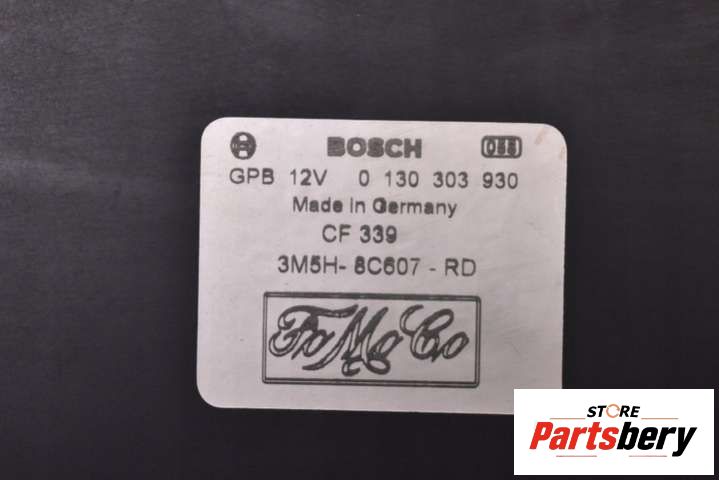 BOSCH
GPB 12V 0 130 303 930
Made in Germany
CF 339
3M5H- 8C607 - RD
FoMoCo
STORE
Partsbery